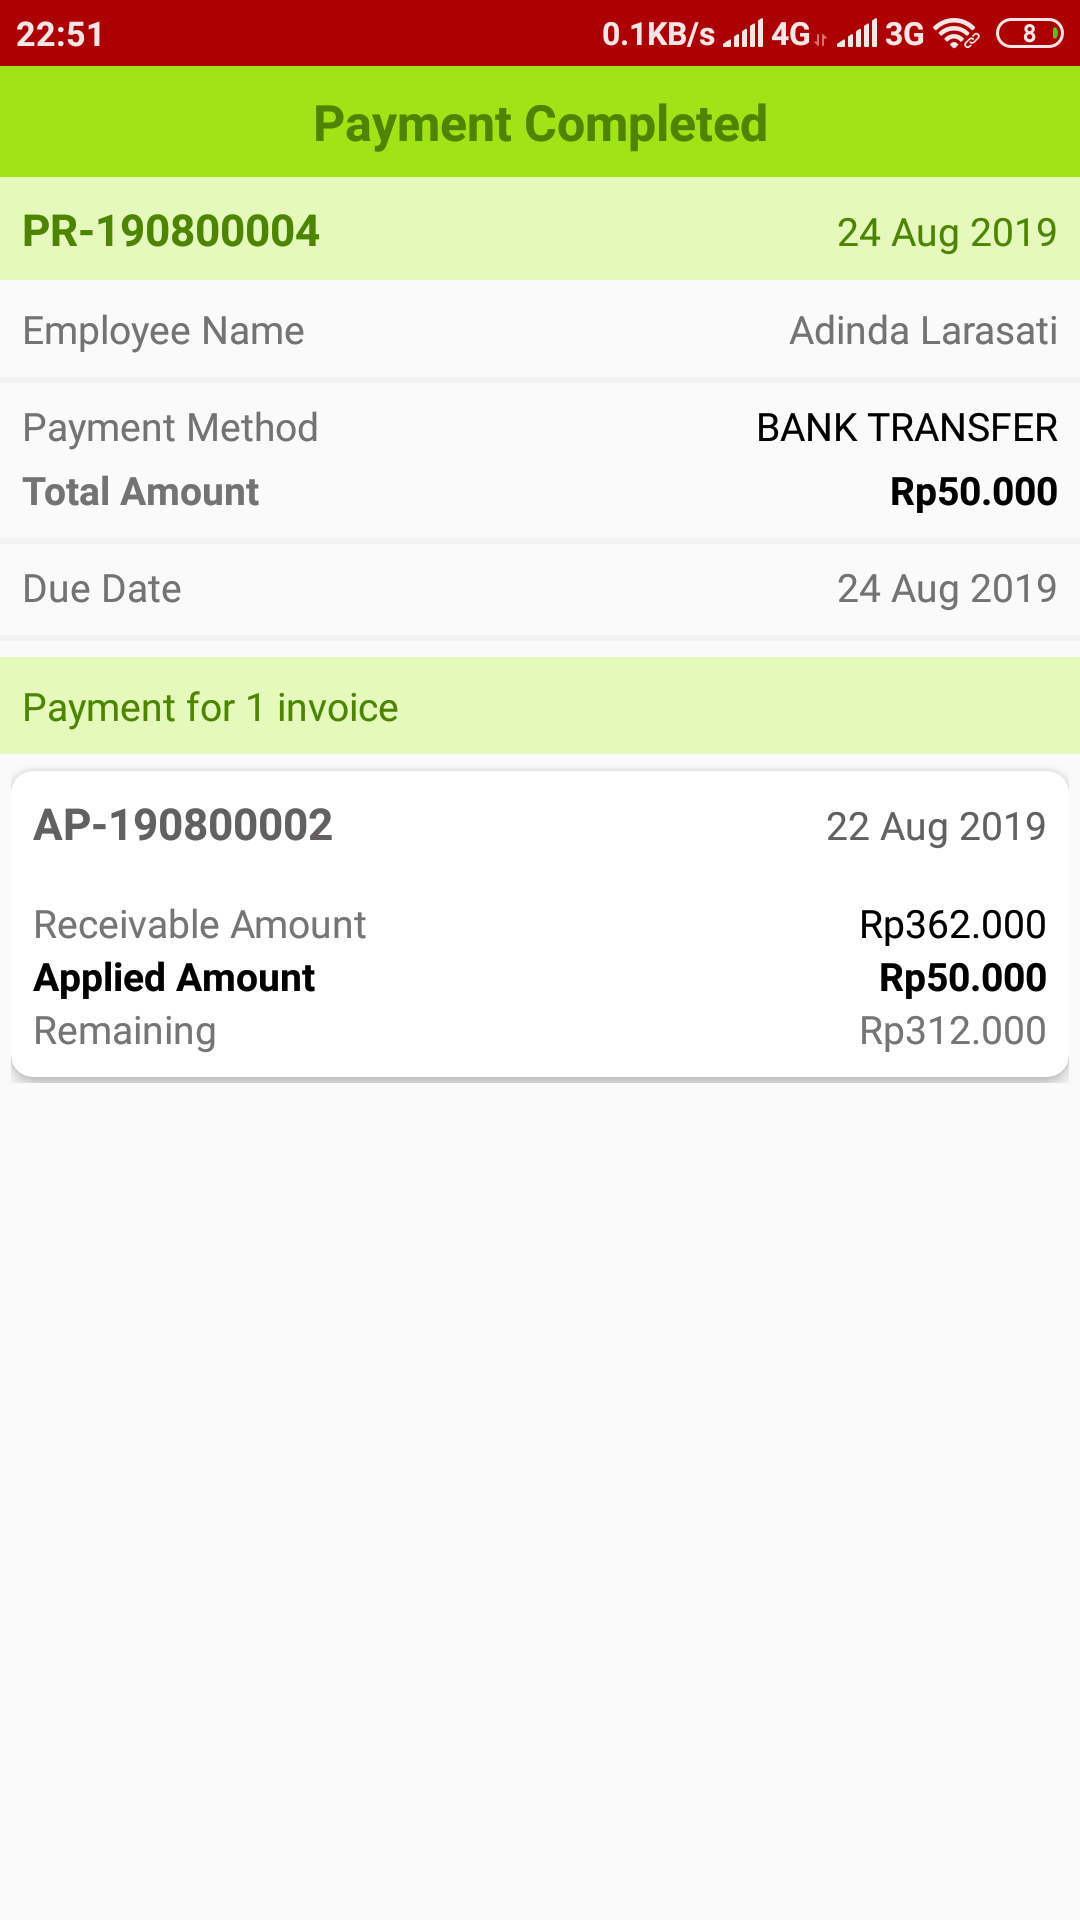 22:51 0.1KB/s 4G 3G 8
Payment Completed
PR-190800004 24 Aug 2019
Employee Name Adinda Larasati
Payment Method BANK TRANSFER
Total Amount Rp50.000
Due Date 24 Aug 2019
Payment for 1 invoice
AP-190800002 22 Aug 2019
Receivable Amount Rp362.000
Applied Amount Rp50.000
Remaining Rp312.000